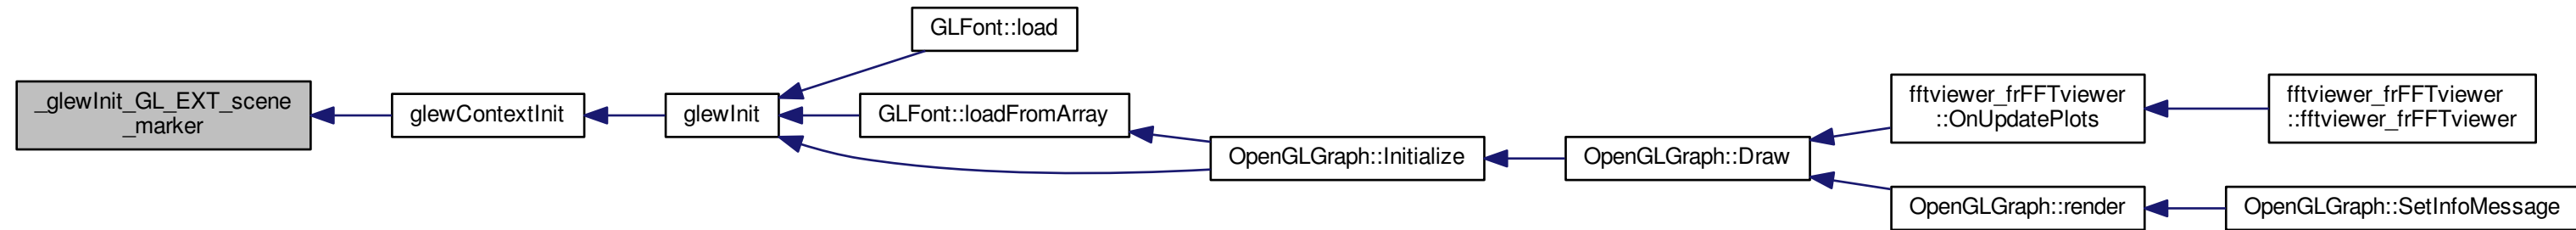 GLFont::load
_glewInit_GL_EXT_scene
_marker
glewContextInit
glewInit
GLFont::loadFromArray
OpenGLGraph::Initialize
OpenGLGraph::Draw
fftviewer_frFFTviewer
::OnUpdatePlots
fftviewer_frFFTviewer
::fftviewer_frFFTviewer
OpenGLGraph::render
OpenGLGraph::SetInfoMessage